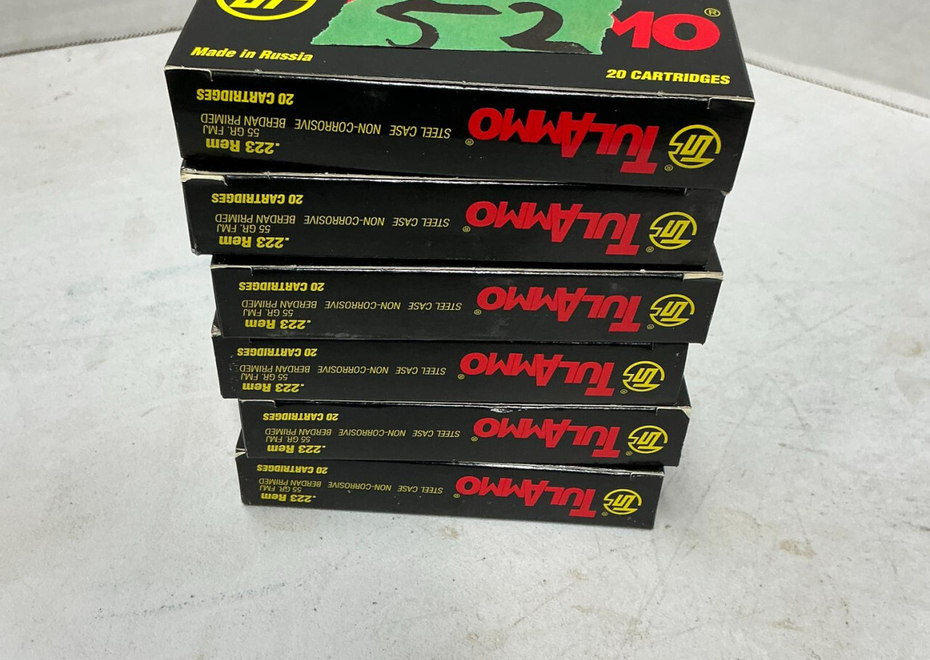 OMO®
Made in Russia
20 CARTRIDGES
52
TULAMMO®
STEEL CASE NON-CORROSIVE BERDAN PRIMED
55 GR. FMJ
.223 Rem
20 CARTRIDGES
TULAMMO®
STEEL CASE NON-CORROSIVE BERDAN PRIMED
55 GR. FMJ
.223 Rem
20 CARTRIDGES
TULAMMO®
STEEL CASE NON-CORROSIVE BERDAN PRIMED
55 GR. FMJ
.223 Rem
20 CARTRIDGES
TULAMMO®
STEEL CASE NON-CORROSIVE BERDAN PRIMED
55 GR. FMJ
.223 Rem
20 CARTRIDGES
TULAMMO®
STEEL CASE NON-CORROSIVE BERDAN PRIMED
55 GR. FMJ
.223 Rem
20 CARTRIDGES
TULAMMO®
STEEL CASE NON-CORROSIVE BERDAN PRIMED
55 GR. FMJ
.223 Rem
20 CARTRIDGES